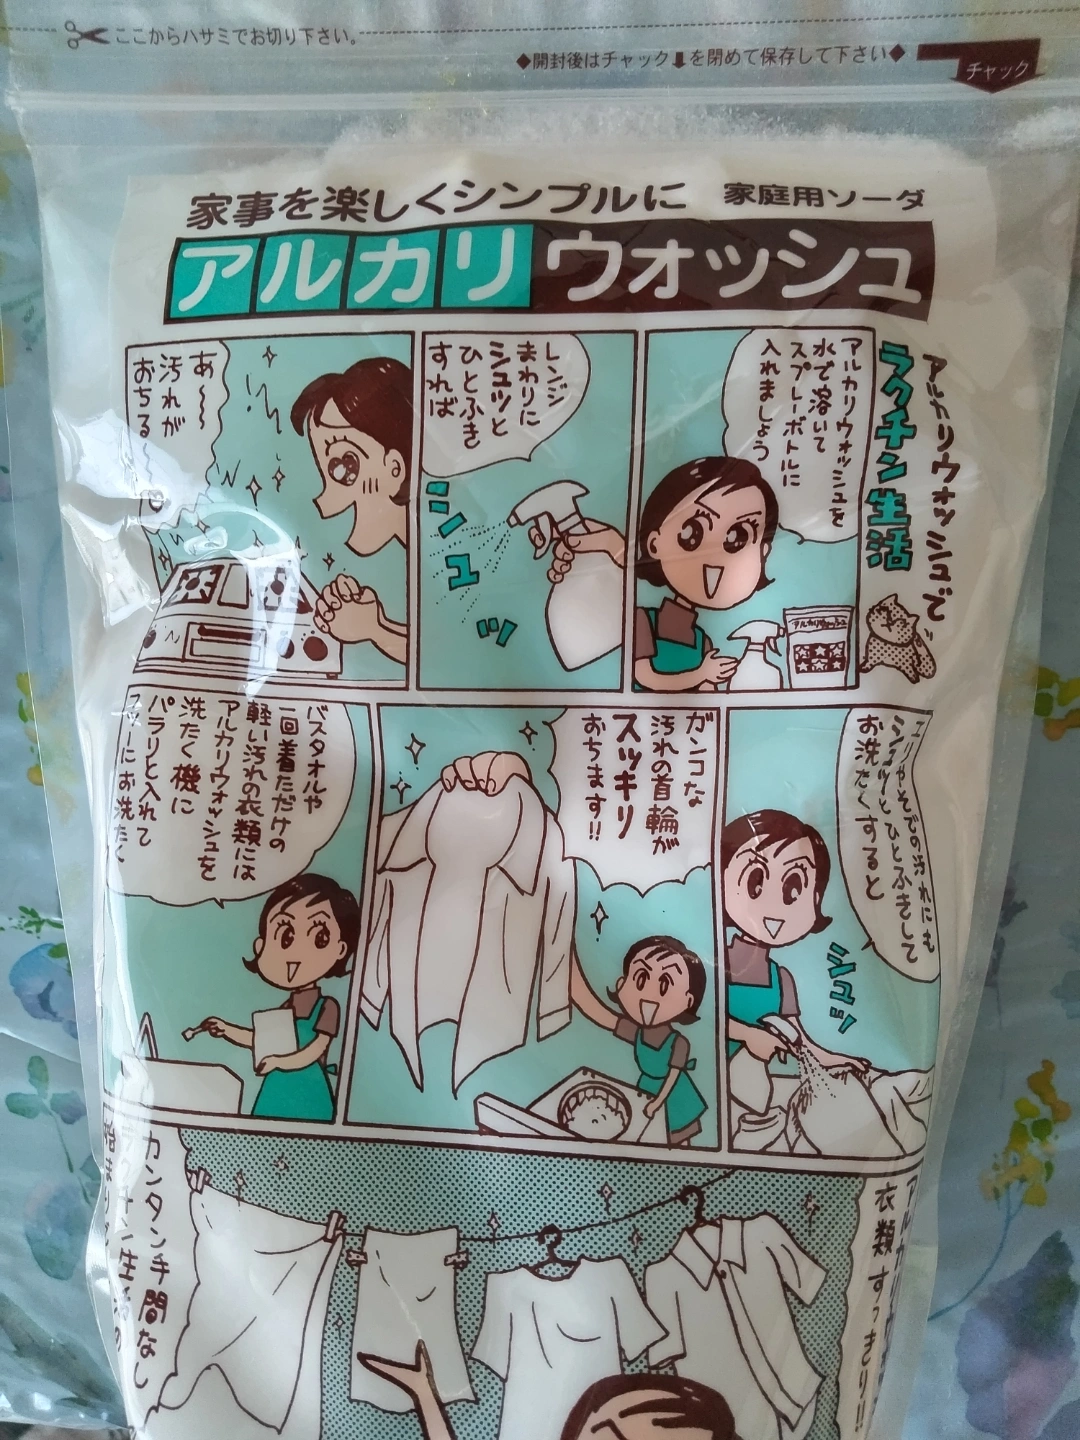 ここからハサミでお切り下さい。
◆開封後はチャック⬇を閉めて保存して下さい◆
チャック
家事を楽しくシンプルに
家庭用ソーダ
アルカリウォッシュ
アルカリウォッシュで
ラクチン生活
アルカリウォッシュを
水で溶いて
スプレーボトルに
入れましょう
アルカリウォッシュ
レンジ
まわりに
シュッと
ひとふき
すれば
シュッ
あ〜〜
汚れが
おちる〜
エリやそでの汚れにも
シュッとひとふきして
お洗たくすると
シュッ
ガンコな
汚れの首輪が
スッキリ
おちます!!
バスタオルや
一回着ただけの
軽い汚れの衣類には
アルカリウォッシュを
洗たく機に
パラリと入れて
にお洗たく
衣類すっきり!!
カンタン手間なし
生活の